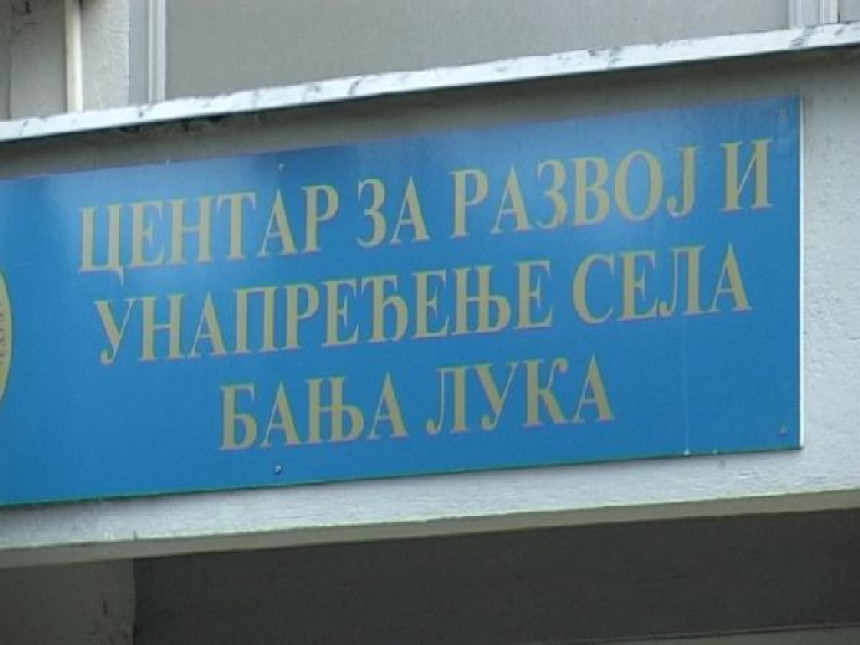 ЦЕНТАР ЗА РАЗВОЈ И
УНАПРЕЂЕЊЕ СЕЛА
БАЊА ЛУКА